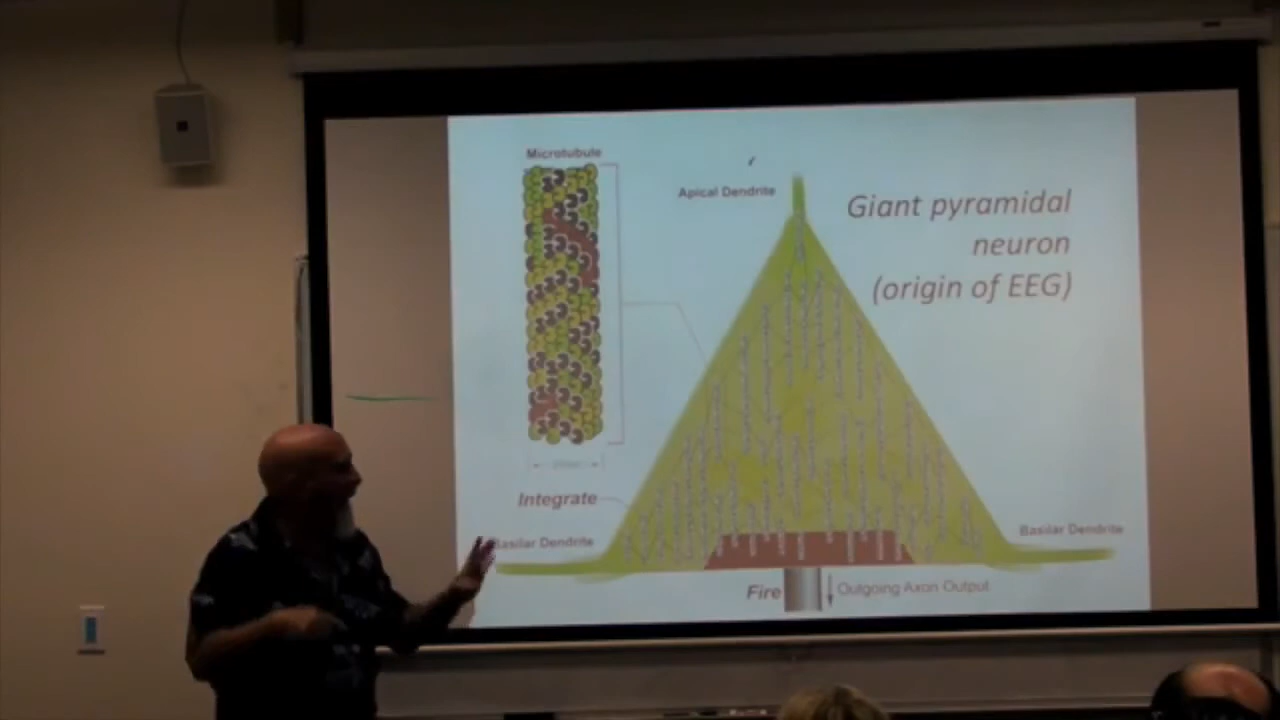 Microtubule
Apical Dendrite
Giant pyramidal
neuron
(origin of EEG)
Integrate
Basilar Dendrite
Basilar Dendrite
Fire
Outgoing Axon Output